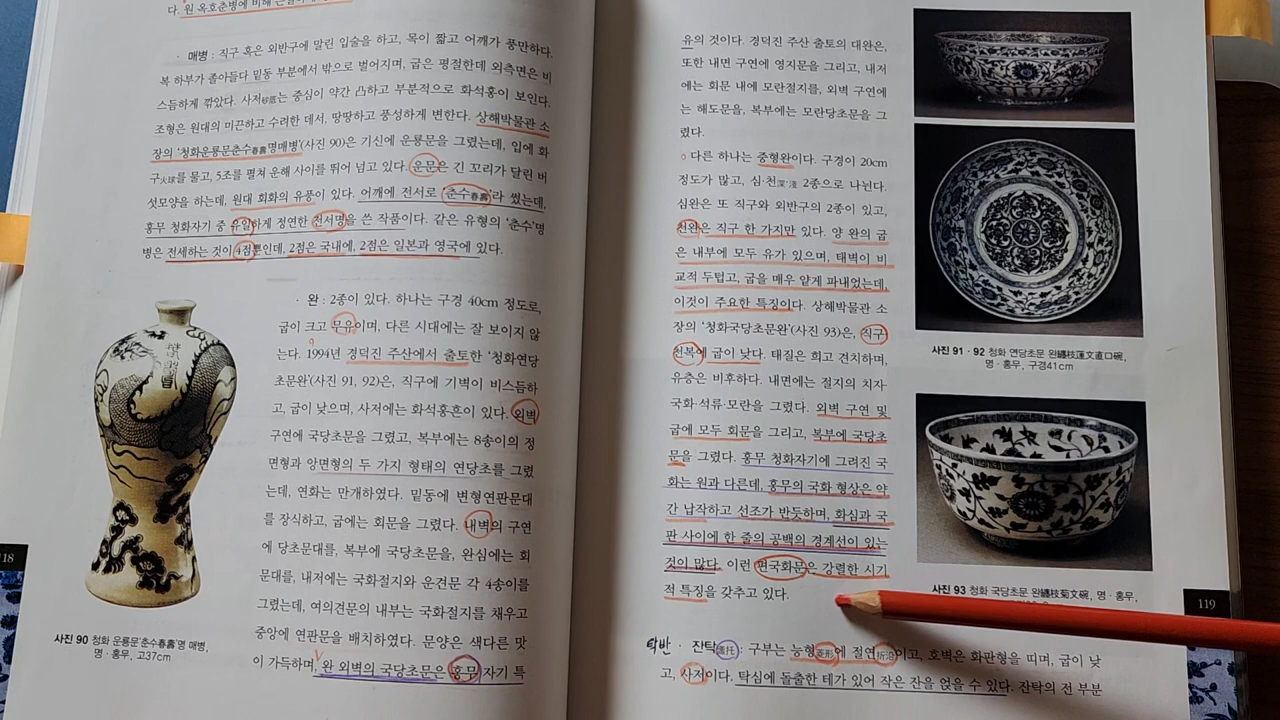 다. 원 옥호춘병에 비해
· 매병 : 직구 혹은 외반구에 말린 입술을 하고, 목이 짧고 어깨가 풍만하다.
복 하부가 졸아들다 밑동 부분에서 밖으로 벌어지며, 굽은 평절한데 외측면은 비
스듬하게 깎았다. 사저砂底는 중심이 약간 凸하고 부분적으로 화석홍이 보인다.
조형은 원대의 미끈하고 수려한 데서, 땅땅하고 풍성하게 변한다. 상해박물관 소
장의 '청화운룡문춘수春壽명매병'(사진 90)은 기신에 운룡문을 그렸는데, 입에 화
구火球를 물고, 5조를 펼쳐 운해 사이를 뛰어 넘고 있다. 운문은 긴 꼬리가 달린 버
섯모양을 하는데, 원대 회화의 유풍이 있다. 어깨에 전서로 '춘수春壽'라 썼는데,
홍무 청화자기 중 유일하게 정연한 전서명을 쓴 작품이다. 같은 유형의 '춘수'명
병은 전세하는 것이 4점뿐인데, 2점은 국내에, 2점은 일본과 영국에 있다.
· 완 : 2종이 있다. 하나는 구경 40cm 정도로,
굽이 크고 무유이며, 다른 시대에는 잘 보이지 않
는다. 1994년 경덕진 주산에서 출토한 '청화연당
초문완'(사진 91, 92)은, 직구에 기벽이 비스듬하
고, 굽이 낮으며, 사저에는 화석홍흔이 있다. 외벽
구연에 국당초문을 그렸고, 복부에는 8송이의 정
면형과 앙면형의 두 가지 형태의 연당초를 그렸
는데, 연화는 만개하였다. 밑동에 변형연판문대
를 장식하고, 굽에는 회문을 그렸다. 내벽의 구연
에 당초문대를, 복부에 국당초문을, 완심에는 회
문대를, 내저에는 국화절지와 운견문 각 4송이를
그렸는데, 여의견문의 내부는 국화절지를 채우고
중앙에 연판문을 배치하였다. 문양은 색다른 맛
이 가득하며, 완 외벽의 국당초문은 홍무 자기 특
사진 90 청화 운룡문'춘수春壽'명 매병,
명 · 홍무, 고37cm
118
유의 것이다. 경덕진 주산 출토의 대완은,
또한 내면 구연에 영지문을 그리고, 내저
에는 회문 내에 모란절지를, 외벽 구연에
는 해도문을, 복부에는 모란당초문을 그
렸다.
다른 하나는 중형완이다. 구경이 20cm
정도가 많고, 심·천深·淺 2종으로 나뉜다.
심완은 또 직구와 외반구의 2종이 있고,
천완은 직구 한 가지만 있다. 양 완의 굽
은 내부에 모두 유가 있으며, 태벽이 비
교적 두텁고, 굽을 매우 얕게 파내었는데,
이것이 주요한 특징이다. 상해박물관 소
장의 '청화국당초문완'(사진 93)은, 직구
천복에 굽이 낮다. 태질은 희고 견치하며,
유층은 비후하다. 내면에는 절지의 치자
국화·석류·모란을 그렸다. 외벽 구연 및
굽에 모두 회문을 그리고, 복부에 국당초
문을 그렸다. 홍무 청화자기에 그려진 국
화는 원과 다른데, 홍무의 국화 형상은 약
간 납작하고 선조가 반듯하며, 화심과 국
판 사이에 한 줄의 공백의 경계선이 있는
것이 많다. 이런 편국화문은 강렬한 시기
적 특징을 갖추고 있다.
사진 91 · 92 청화 연당초문 완纏枝蓮文直口碗,
명 · 홍무, 구경41cm
사진 93 청화 국당초문 완纏枝菊文碗, 명 · 홍무,
119
탁반 · 잔탁盞托 : 구부는 능형菱形에 절연折沿이고, 호벽은 화판형을 띠며, 굽이 낮
고, 사저이다. 탁심에 돌출한 테가 있어 작은 잔을 얹을 수 있다. 잔탁의 전 부분